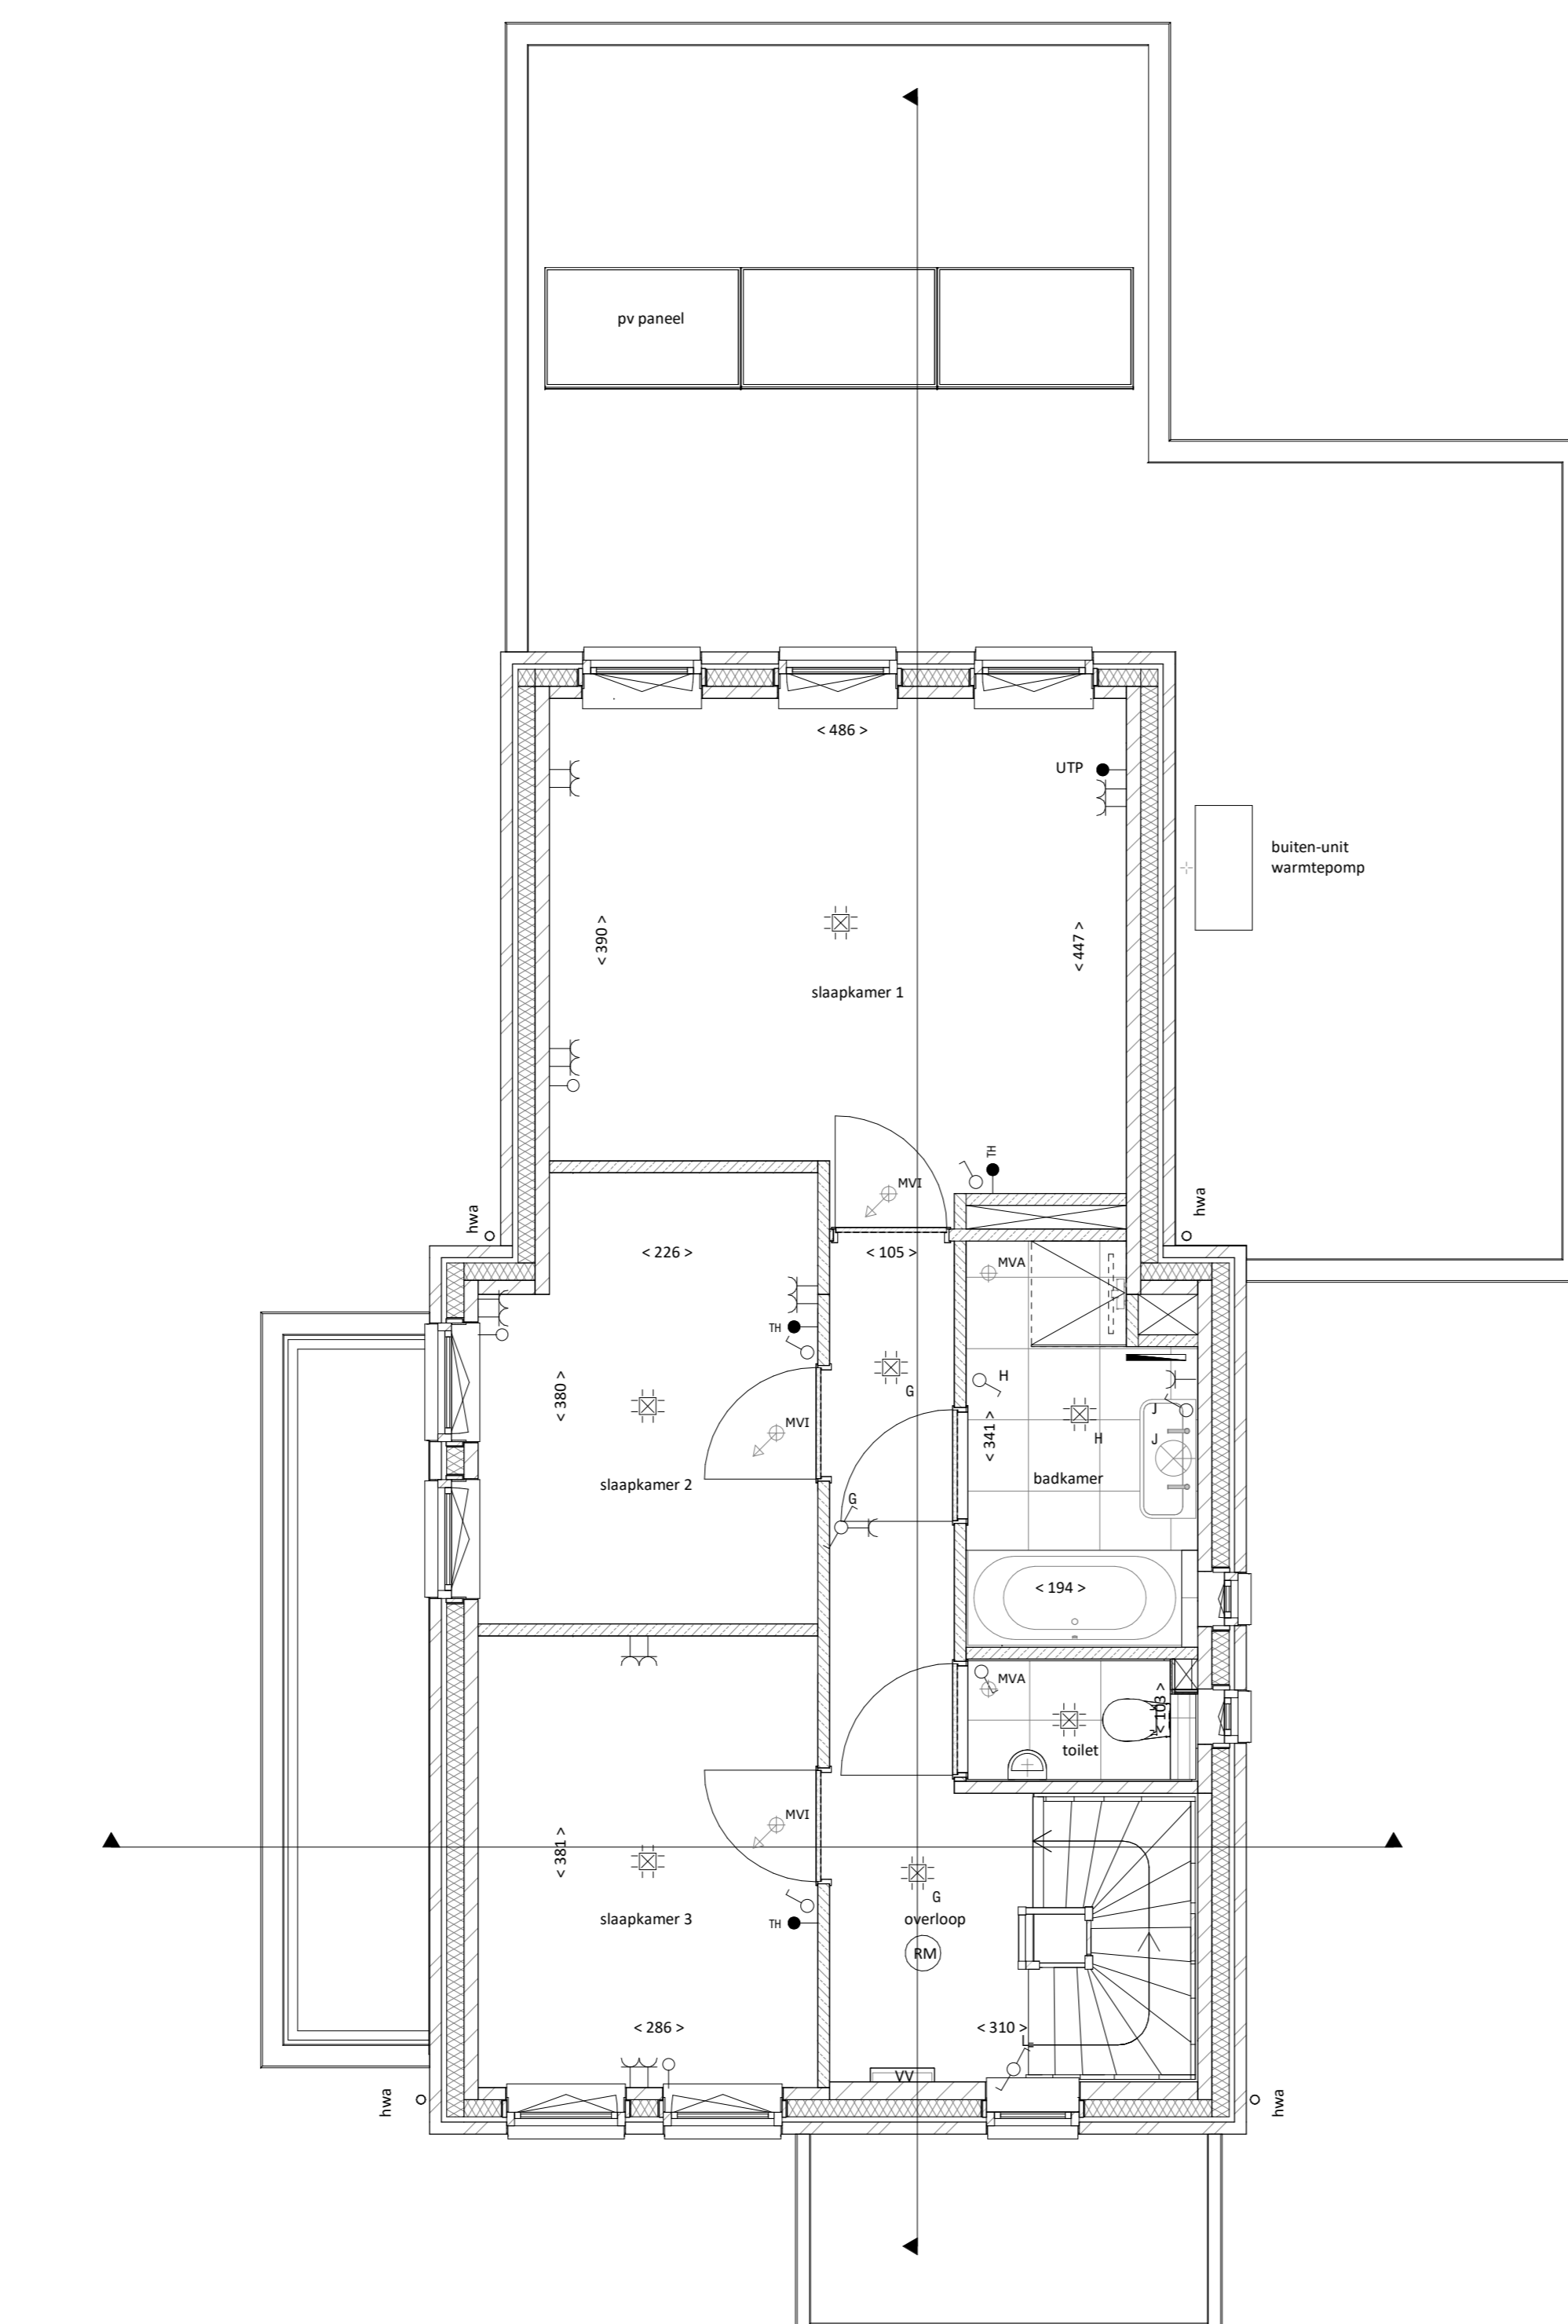 pv paneel
< 486 >
UTP
buiten-unit
warmtepomp
< 390 >
< 447 >
slaapkamer 1
TH
MVI
hwa
hwa
< 226 >
< 105 >
MVA
TH
G
H
< 380 >
J
MVI
< 341 >
H
J
slaapkamer 2
badkamer
G
< 194 >
MVA
< 103 >
toilet
MVI
< 381 >
G
slaapkamer 3
TH
overloop
RM
< 286 >
< 310 >
L
VV
hwa
hwa